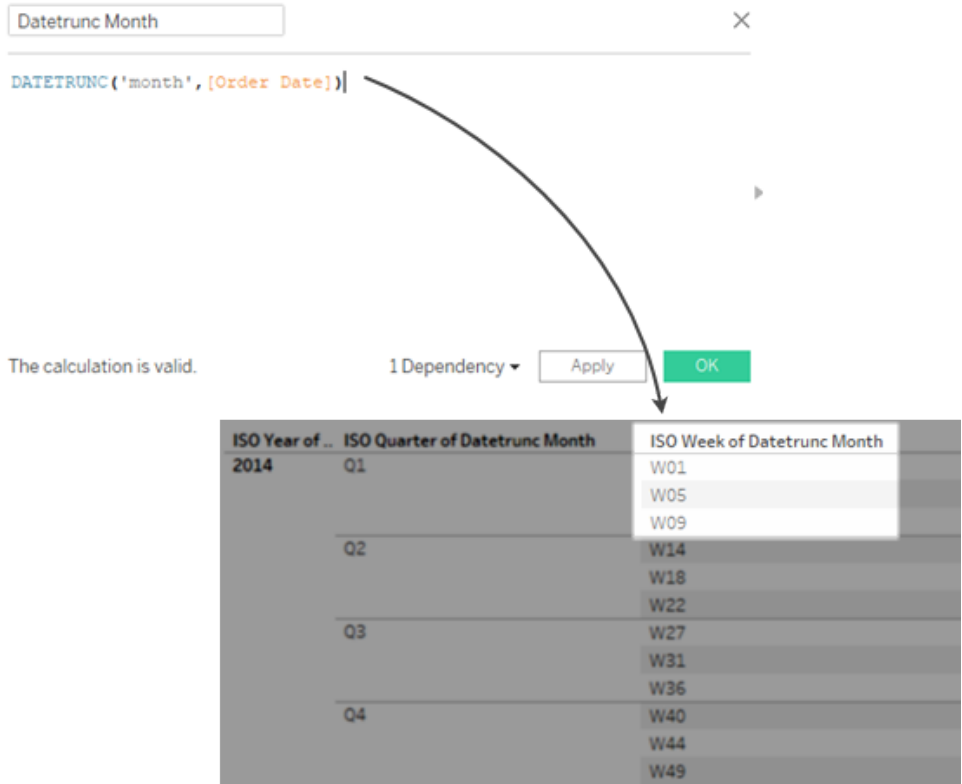 Datetrunc Month
DATETRUNC('month',[Order Date])
The calculation is valid. 1 Dependency Apply OK
ISO Year of .. ISO Quarter of Datetrunc Month ISO Week of Datetrunc Month
2014 Q1 W01
W05
W09
Q2 W14
W18
W22
Q3 W27
W31
W36
Q4 W40
W44
W49